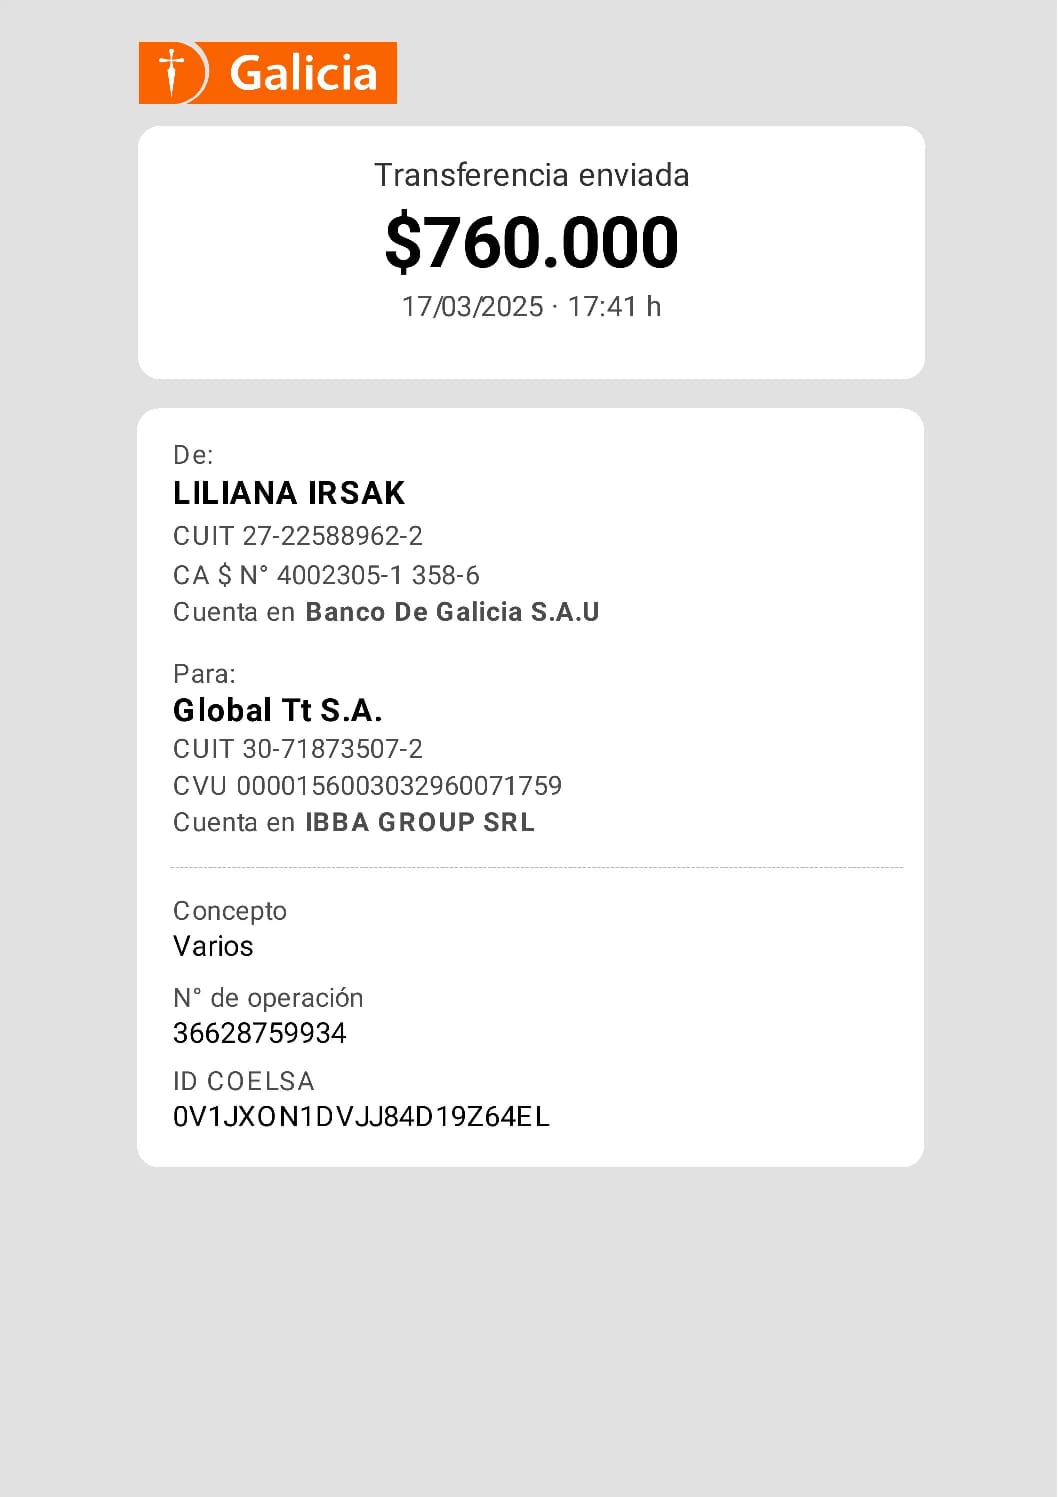 Galicia
Transferencia enviada
$760.000
17/03/2025 · 17:41 h
De:
LILIANA IRSAK
CUIT 27-22588962-2
CA $ N° 4002305-1 358-6
Cuenta en Banco De Galicia S.A.U
Para:
Global Tt S.A.
CUIT 30-71873507-2
CVU 0000156003032960071759
Cuenta en IBBA GROUP SRL
Concepto
Varios
N° de operación
36628759934
ID COELSA
0V1JXON1DVJJ84D19Z64EL